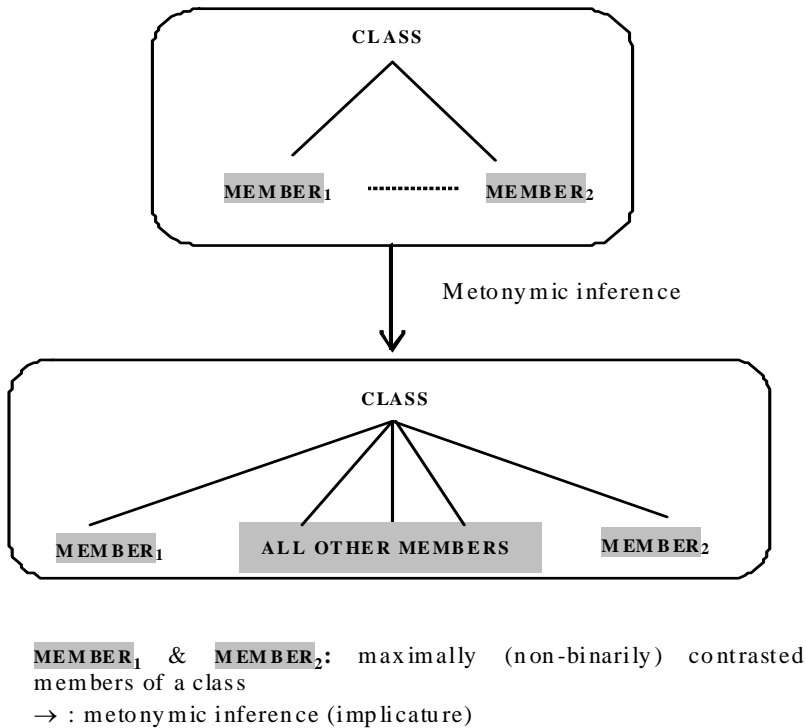 CLASS
MEMBER₁ MEMBER₂
Metonymic inference
CLASS
MEMBER₁ ALL OTHER MEMBERS MEMBER₂
MEMBER₁ & MEMBER₂: maximally (non-binarily) contrasted
members of a class
→ : metonymic inference (implicature)